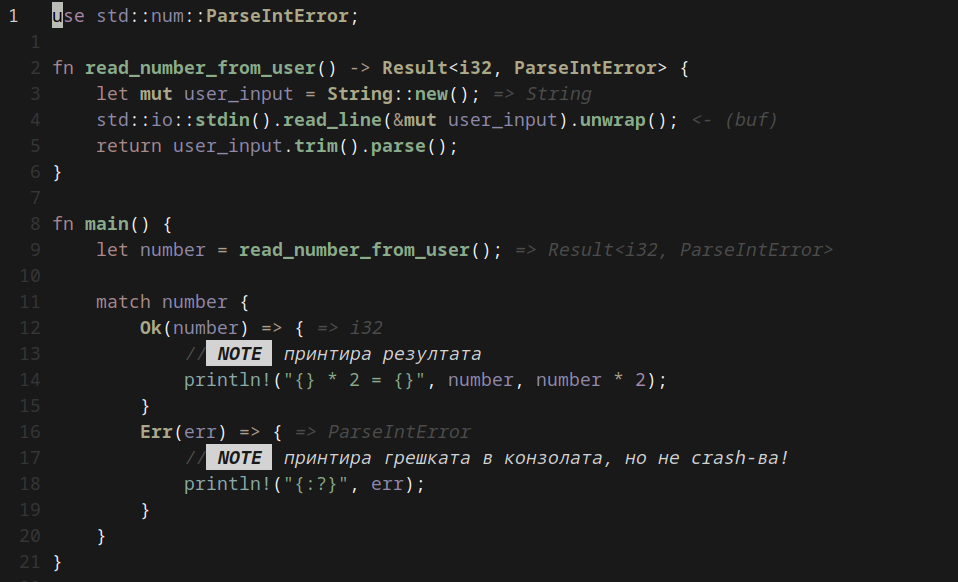 1 use std::num::ParseIntError;
1
2 fn read_number_from_user() -> Result<i32, ParseIntError> {
3     let mut user_input = String::new(); => String
4     std::io::stdin().read_line(&mut user_input).unwrap(); <- (buf)
5     return user_input.trim().parse();
6 }
7
8 fn main() {
9     let number = read_number_from_user(); => Result<i32, ParseIntError>
10
11     match number {
12         Ok(number) => { => i32
13             // NOTE принтира резултата
14             println!("{} * 2 = {}", number, number * 2);
15         }
16         Err(err) => { => ParseIntError
17             // NOTE принтира грешката в конзолата, но не crash-ва!
18             println!("{:?}", err);
19         }
20     }
21 }